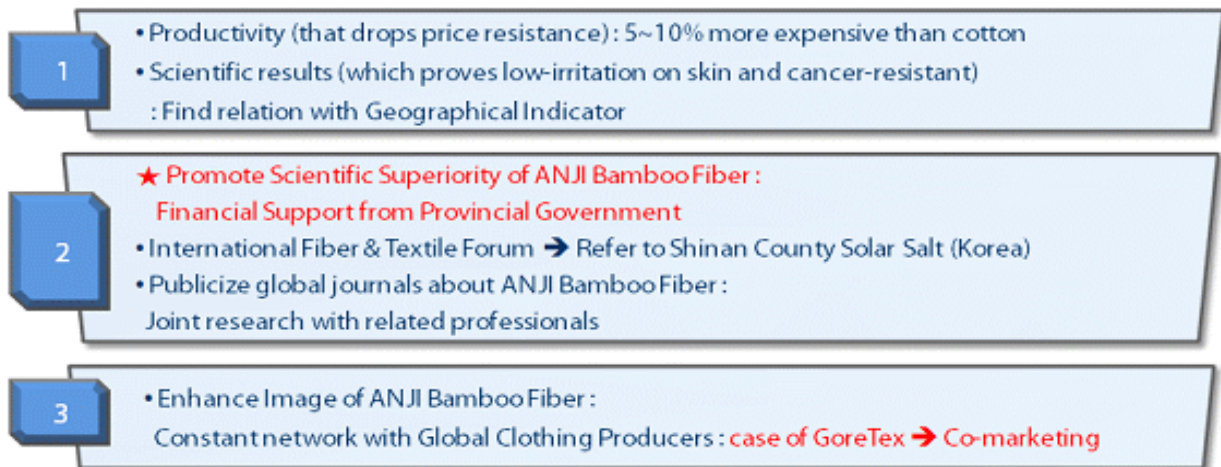 1
• Productivity (that drops price resistance) : 5~10% more expensive than cotton
• Scientific results (which proves low-irritation on skin and cancer-resistant)
: Find relation with Geographical Indicator
2
★ Promote Scientific Superiority of ANJI Bamboo Fiber :
Financial Support from Provincial Government
• International Fiber & Textile Forum ➔ Refer to Shinan County Solar Salt (Korea)
• Publicize global journals about ANJI Bamboo Fiber :
Joint research with related professionals
3
• Enhance Image of ANJI Bamboo Fiber :
Constant network with Global Clothing Producers : case of GoreTex ➔ Co-marketing